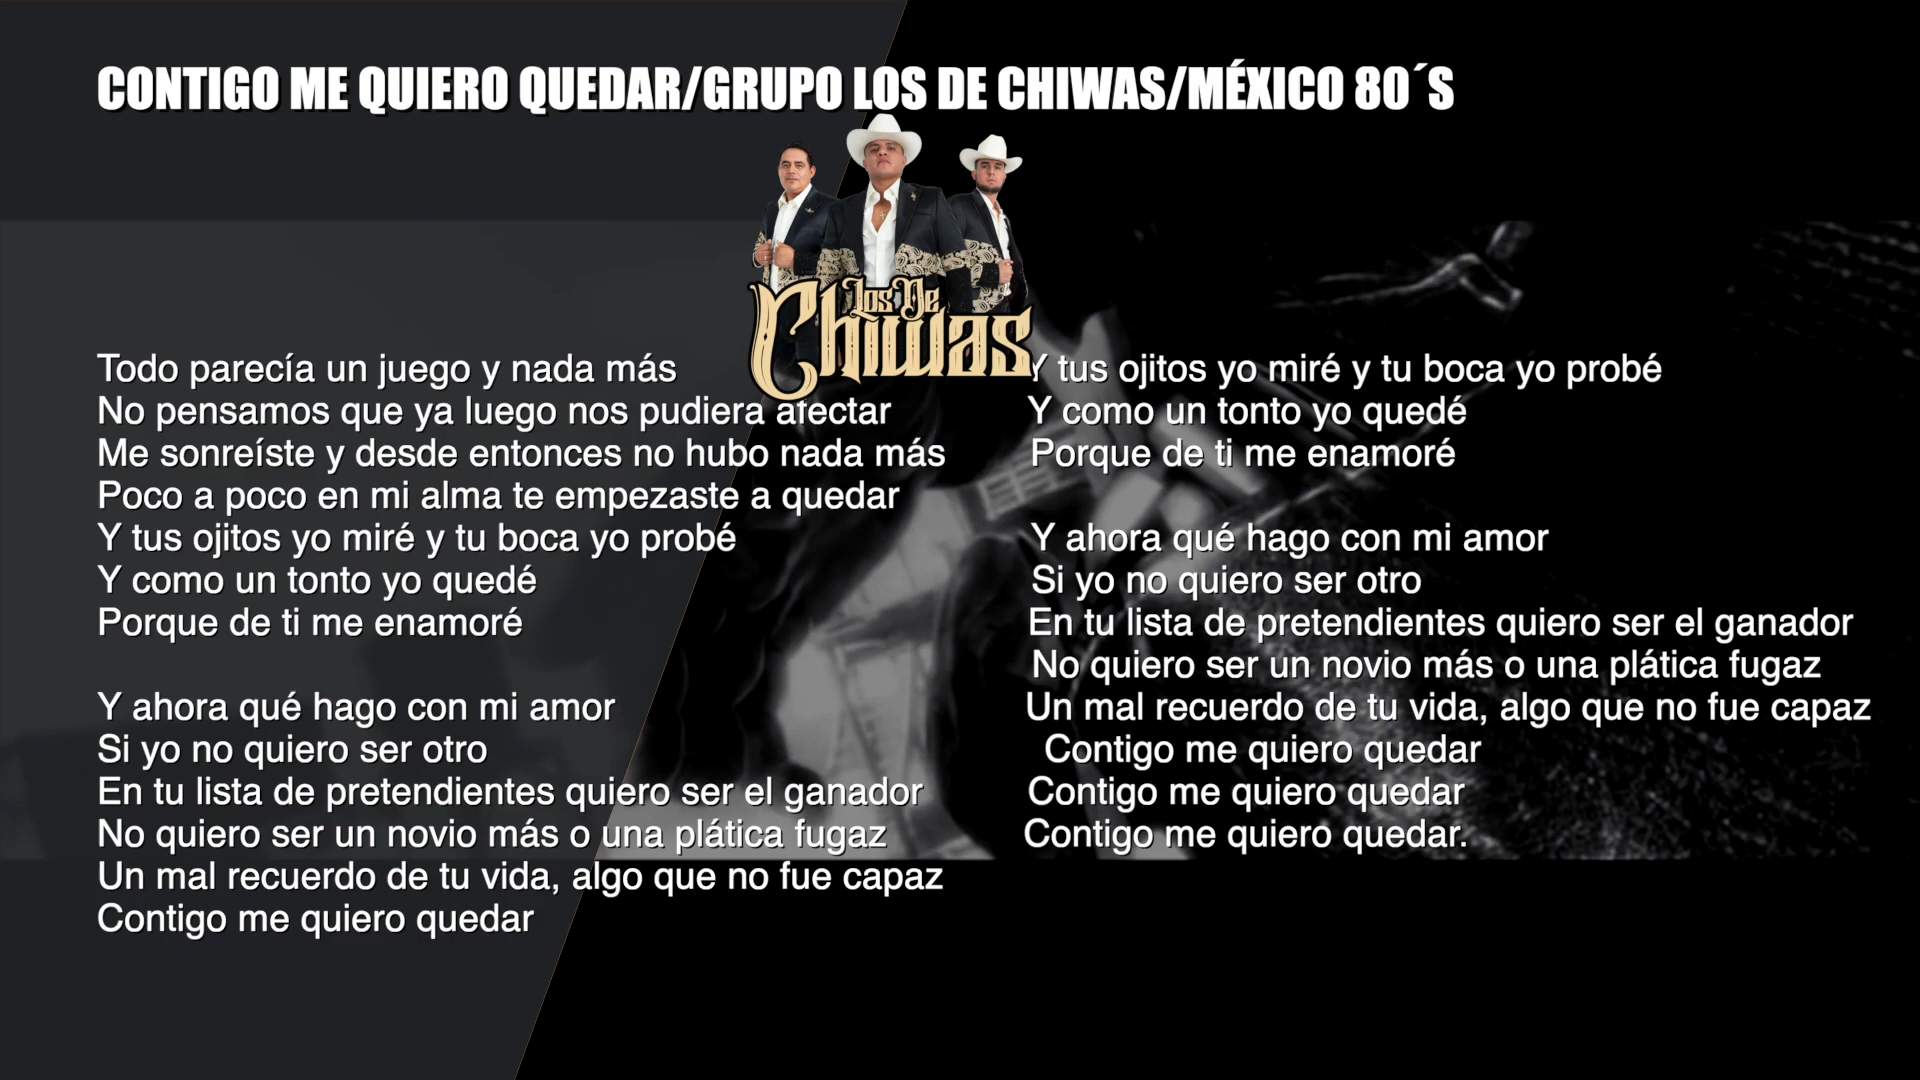 CONTIGO ME QUIERO QUEDAR/GRUPO LOS DE CHIWAS/MÉXICO 80´S
Los De
Chiwas
Todo parecía un juego y nada más
No pensamos que ya luego nos pudiera afectar
Me sonreíste y desde entonces no hubo nada más
Poco a poco en mi alma te empezaste a quedar
Y tus ojitos yo miré y tu boca yo probé
Y como un tonto yo quedé
Porque de ti me enamoré
Y ahora qué hago con mi amor
Si yo no quiero ser otro
En tu lista de pretendientes quiero ser el ganador
No quiero ser un novio más o una plática fugaz
Un mal recuerdo de tu vida, algo que no fue capaz
Contigo me quiero quedar
Y tus ojitos yo miré y tu boca yo probé
Y como un tonto yo quedé
Porque de ti me enamoré
Y ahora qué hago con mi amor
Si yo no quiero ser otro
En tu lista de pretendientes quiero ser el ganador
No quiero ser un novio más o una plática fugaz
Un mal recuerdo de tu vida, algo que no fue capaz
Contigo me quiero quedar
Contigo me quiero quedar
Contigo me quiero quedar.